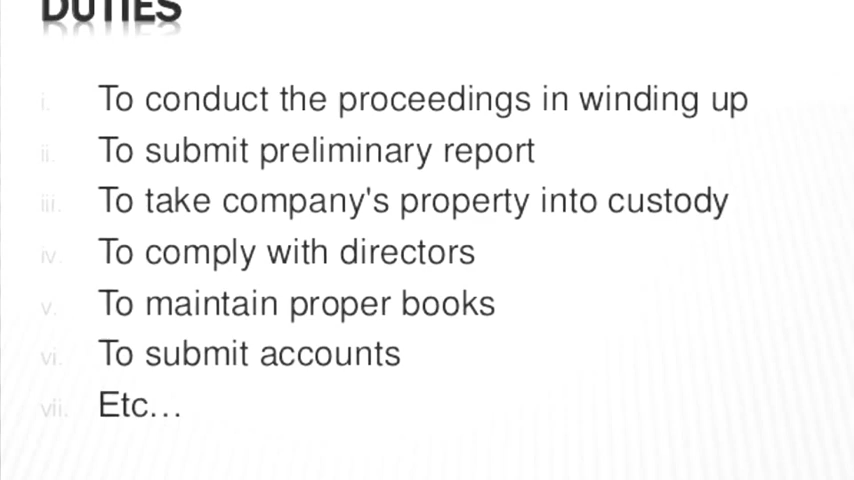 DUTIES
i. To conduct the proceedings in winding up
ii. To submit preliminary report
iii. To take company's property into custody
iv. To comply with directors
v. To maintain proper books
vi. To submit accounts
vii. Etc…